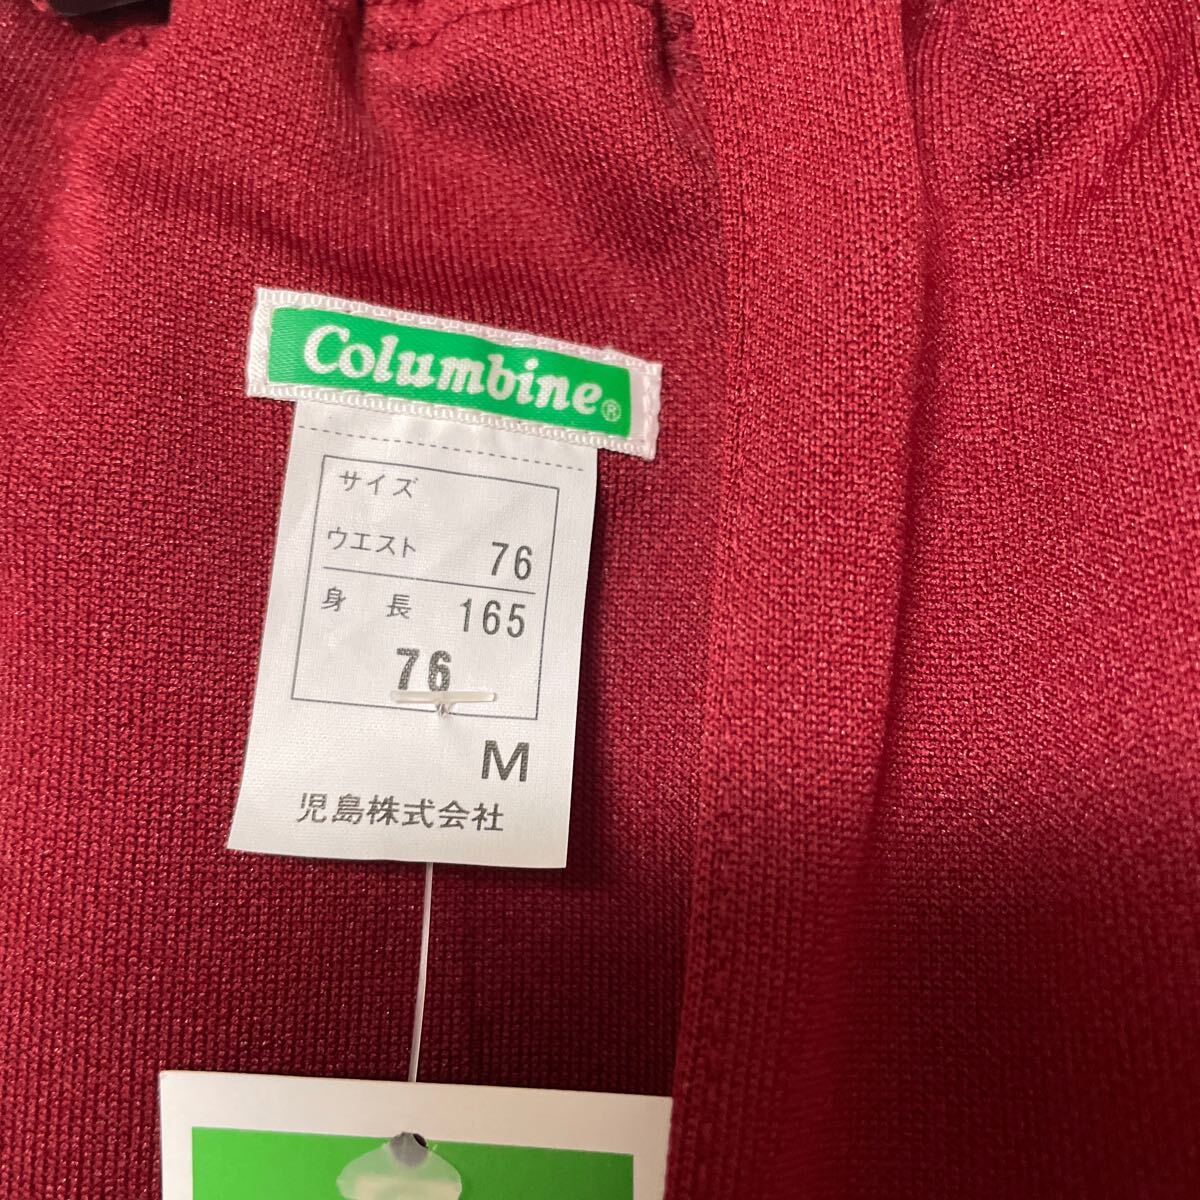 Columbine®
サイズ
ウエスト 76
身長 165
76
M
児島株式会社